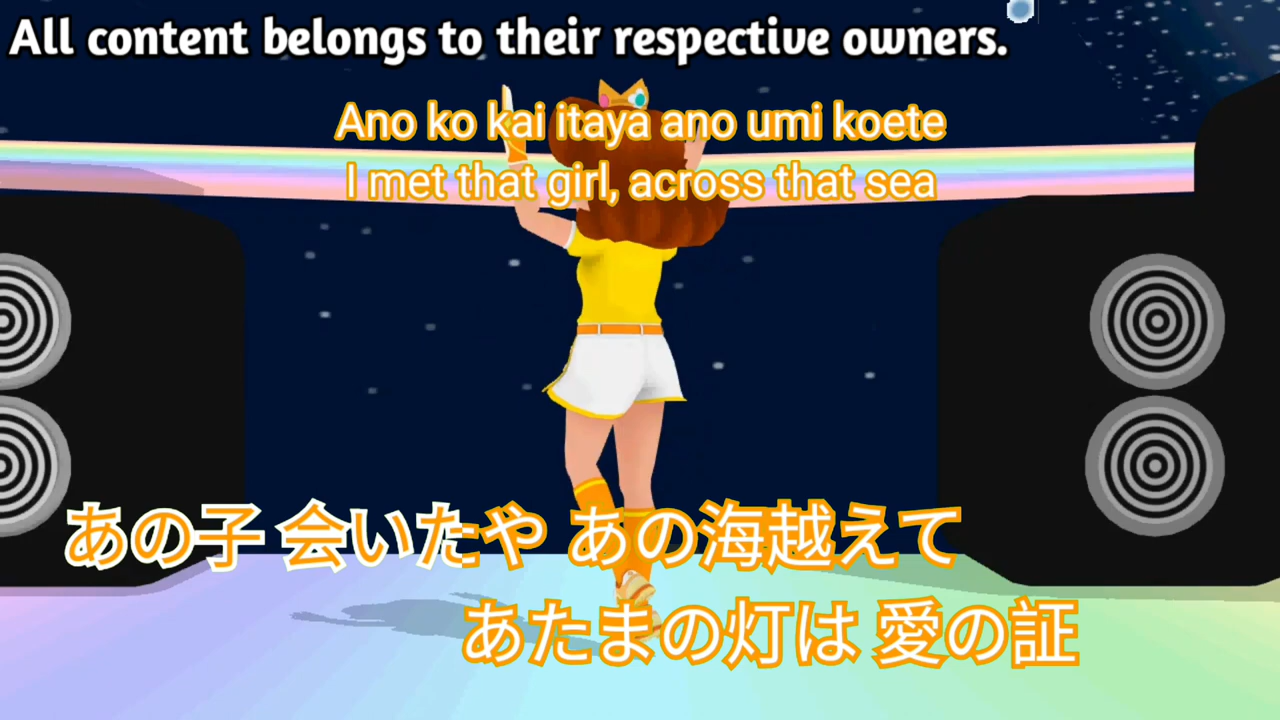 All content belongs to their respective owners.
Ano ko kai itaya ano umi koete
I met that girl, across that sea
あの子 会いたや あの海越えて
あたまの灯は 愛の証